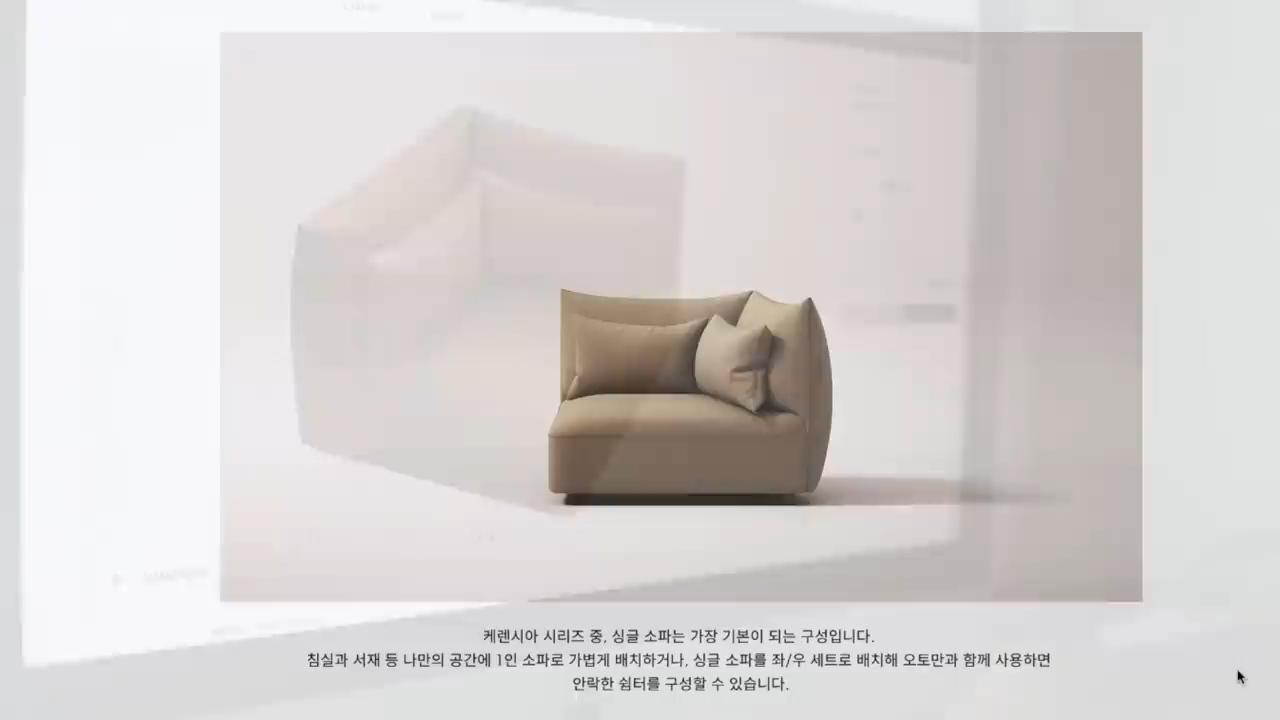 케렌시아 시리즈 중, 싱글 소파는 가장 기본이 되는 구성입니다.
침실과 서재 등 나만의 공간에 1인 소파로 가볍게 배치하거나, 싱글 소파를 좌/우 세트로 배치해 오토만과 함께 사용하면
안락한 쉼터를 구성할 수 있습니다.